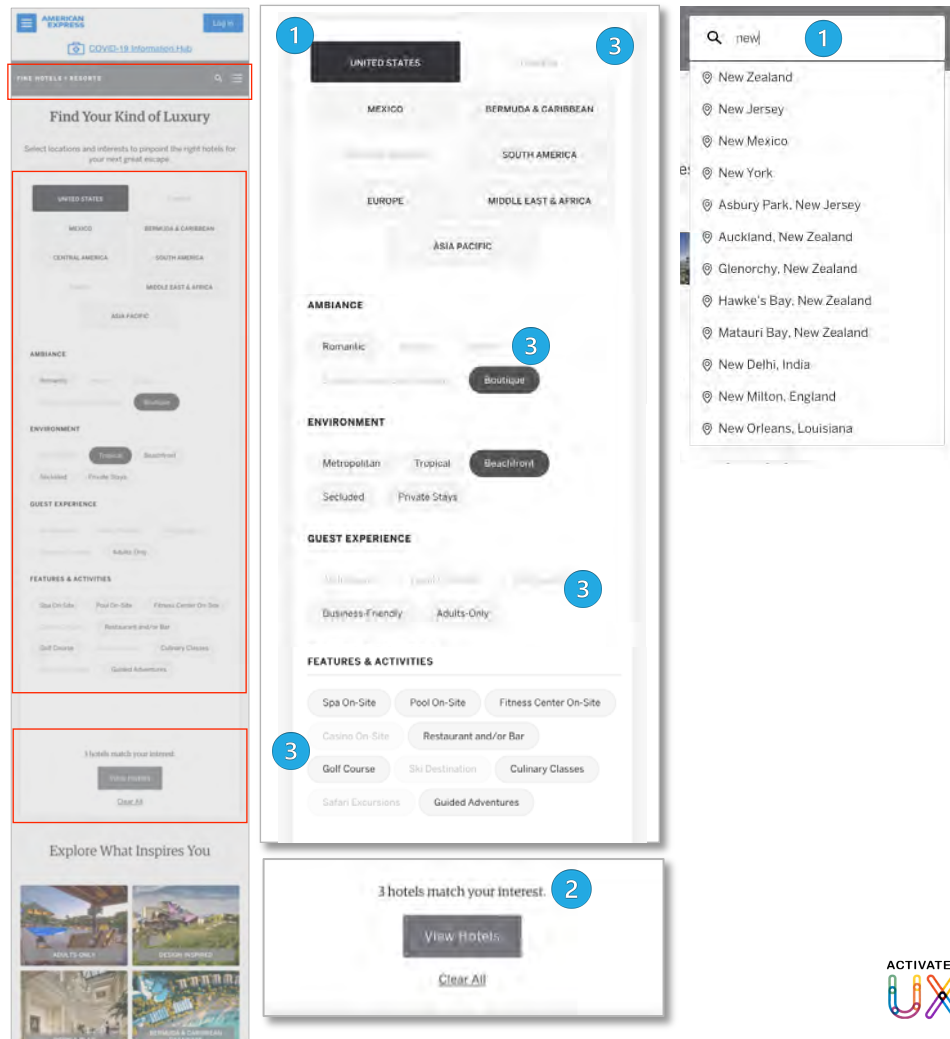 AMERICAN
EXPRESS
Log In
COVID-19 Information Hub
FINE HOTELS + RESORTS
Find Your Kind of Luxury
Select locations and interests to pinpoint the right hotels for
your next great escape.
UNITED STATES
MEXICO BERMUDA & CARIBBEAN
CENTRAL AMERICA SOUTH AMERICA
MIDDLE EAST & AFRICA
ASIA PACIFIC
AMBIANCE
Romantic
Boutique
ENVIRONMENT
Tropical Beachfront
Secluded Private Stays
GUEST EXPERIENCE
Adults-Only
FEATURES & ACTIVITIES
Spa On-Site Pool On-Site Fitness Center On-Site
Restaurant and/or Bar
Golf Course Culinary Classes
Guided Adventures
3 hotels match your interest.
View Hotels
Clear All
Explore What Inspires You
ADULTS ONLY DESIGN INSPIRED
BERMUDA & CARIBBEAN
1
3
UNITED STATES
MEXICO BERMUDA & CARIBBEAN
SOUTH AMERICA
EUROPE MIDDLE EAST & AFRICA
ASIA PACIFIC
AMBIANCE
Romantic 3
Boutique
ENVIRONMENT
Metropolitan Tropical Beachfront
Secluded Private Stays
GUEST EXPERIENCE
3
Business-Friendly Adults-Only
FEATURES & ACTIVITIES
Spa On-Site Pool On-Site Fitness Center On-Site
Casino On-Site Restaurant and/or Bar
3
Golf Course Ski Destination Culinary Classes
Safari Excursions Guided Adventures
3 hotels match your interest. 2
View Hotels
Clear All
new 1
New Zealand
New Jersey
New Mexico
New York
Asbury Park, New Jersey
Auckland, New Zealand
Glenorchy, New Zealand
Hawke's Bay, New Zealand
Matauri Bay, New Zealand
New Delhi, India
New Milton, England
New Orleans, Louisiana
ACTIVATE
UX